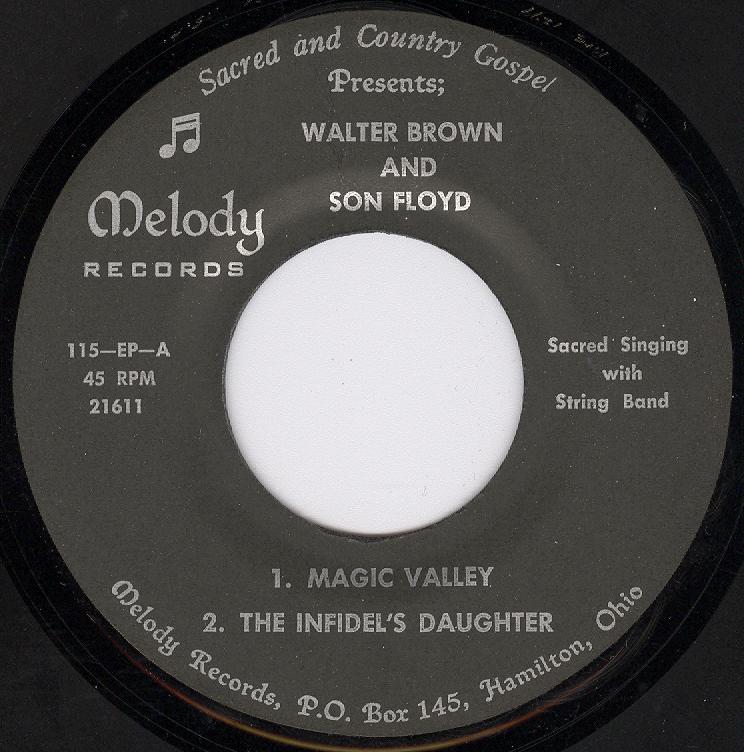 Sacred and Country Gospel
Presents;
WALTER BROWN
AND
SON FLOYD
Melody
RECORDS
115—EP—A
45 RPM
21611
Sacred Singing
with
String Band
1. MAGIC VALLEY
2. THE INFIDEL'S DAUGHTER
Melody Records, P.O. Box 145, Hamilton, Ohio